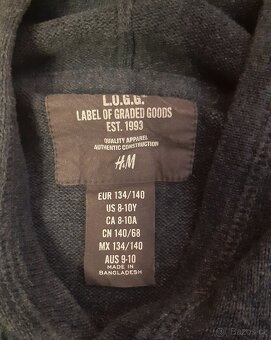 L.O.G.G.
LABEL OF GRADED GOODS
EST. 1993
QUALITY APPAREL
AUTHENTIC CONSTRUCTION
H&M
EUR 134/140
US 8-10Y
CA 8-10A
CN 140/68
MX 134/140
AUS 9-10
MADE IN
BANGLADESH